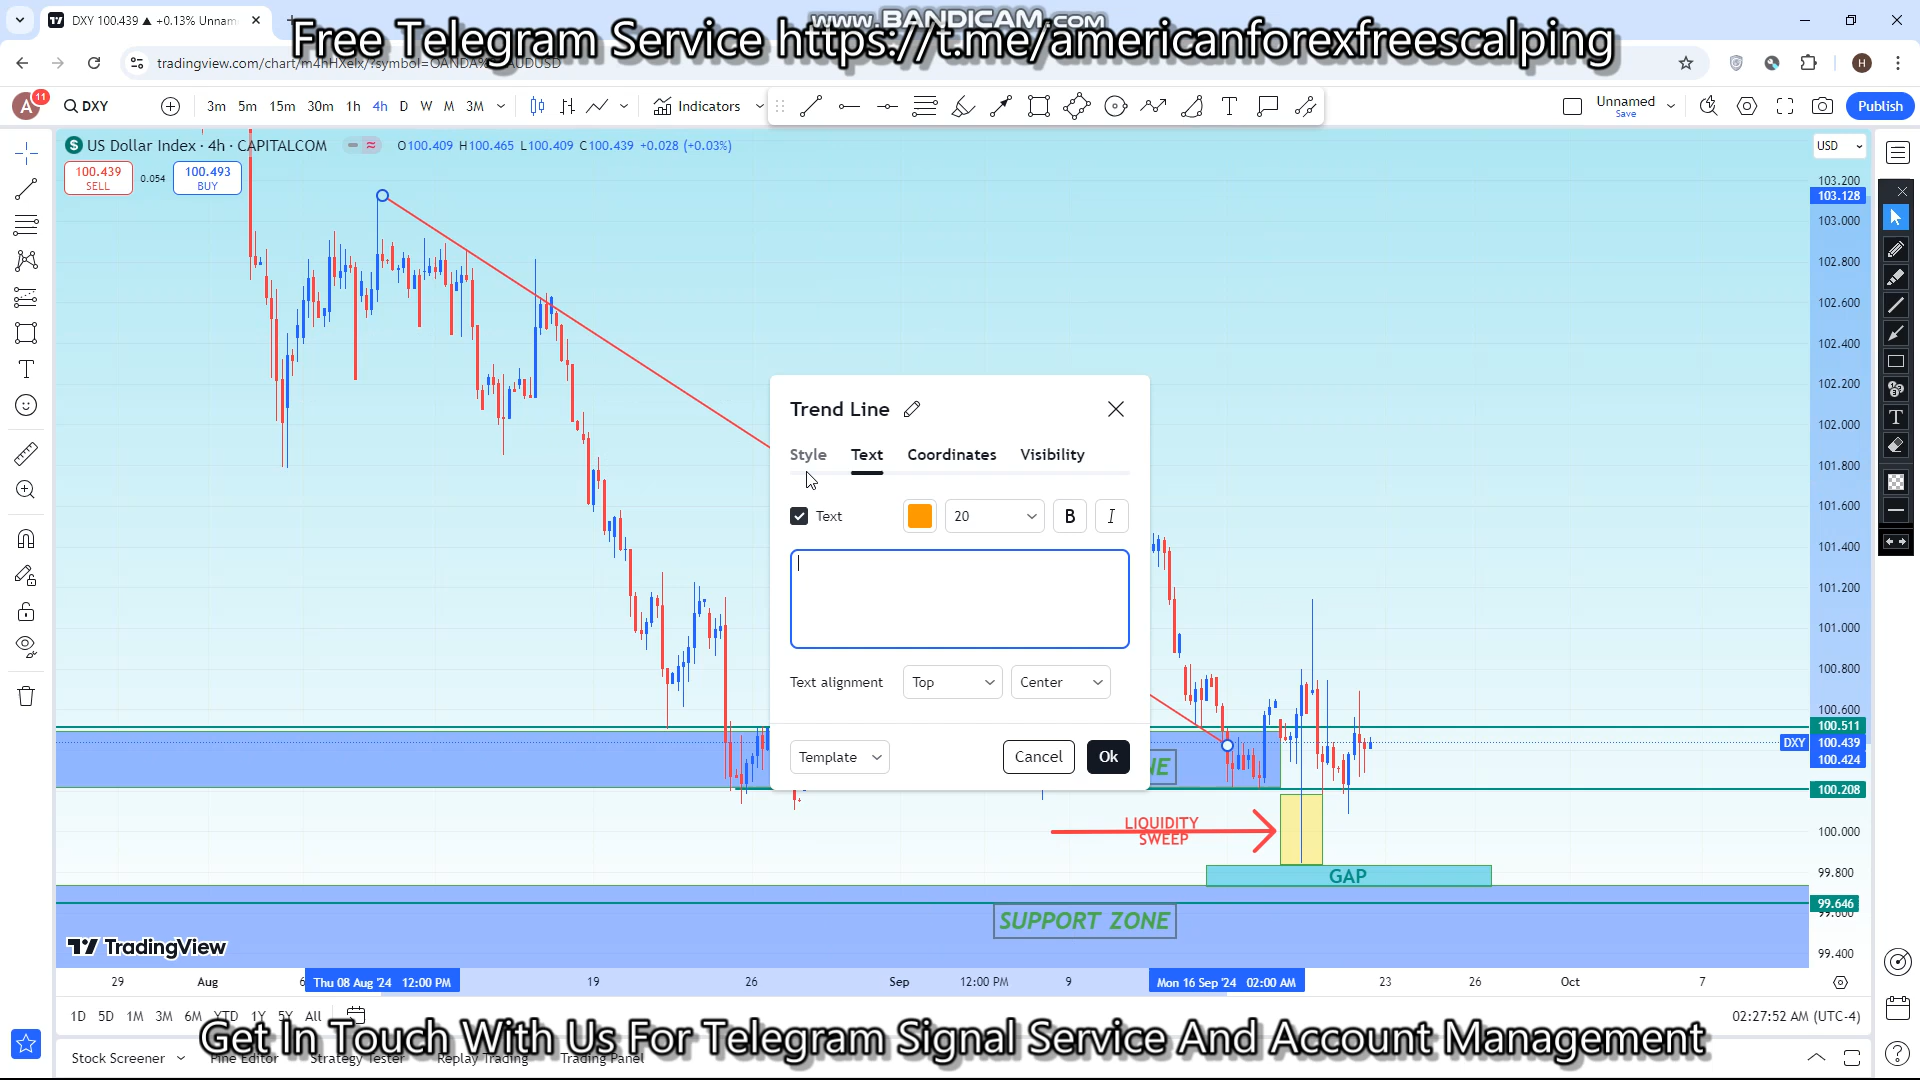 DXY 100.439 ▲ +0.13% Unnam
www.BANDICAM.com
Free Telegram Service https://t.me/americanforexfreescalping
tradingview.com/chart/m4hHXelx/?symbol=OANDA%3AAUDUSD
H
A 11 DXY 3m 5m 15m 30m 1h 4h D W M 3M Indicators T Unnamed Save Publish
US Dollar Index · 4h · CAPITALCOM O100.409 H100.465 L100.409 C100.439 +0.028 (+0.03%) USD
100.439 SELL 0.054 100.493 BUY
103.200
103.128
103.000
102.800
102.600
102.400
102.200
102.000
101.800
101.600
101.400
101.200
101.000
100.800
100.600
100.511
DXY 100.439
100.424
100.208
100.000
99.800
99.646
99.600
99.400
Trend Line
Style Text Coordinates Visibility
Text 20 B I
Text alignment Top Center
Template Cancel Ok
NE
LIQUIDITY
SWEEP
GAP
SUPPORT ZONE
TradingView
29 Aug 6 Thu 08 Aug '24 12:00 PM 19 26 Sep 12:00 PM 9 Mon 16 Sep '24 02:00 AM 23 26 Oct 7
1D 5D 1M 3M 6M YTD 1Y 5Y All 02:27:52 AM (UTC-4)
Get In Touch With Us For Telegram Signal Service And Account Management
Stock Screener Pine Editor Strategy Tester Replay Trading Trading Panel